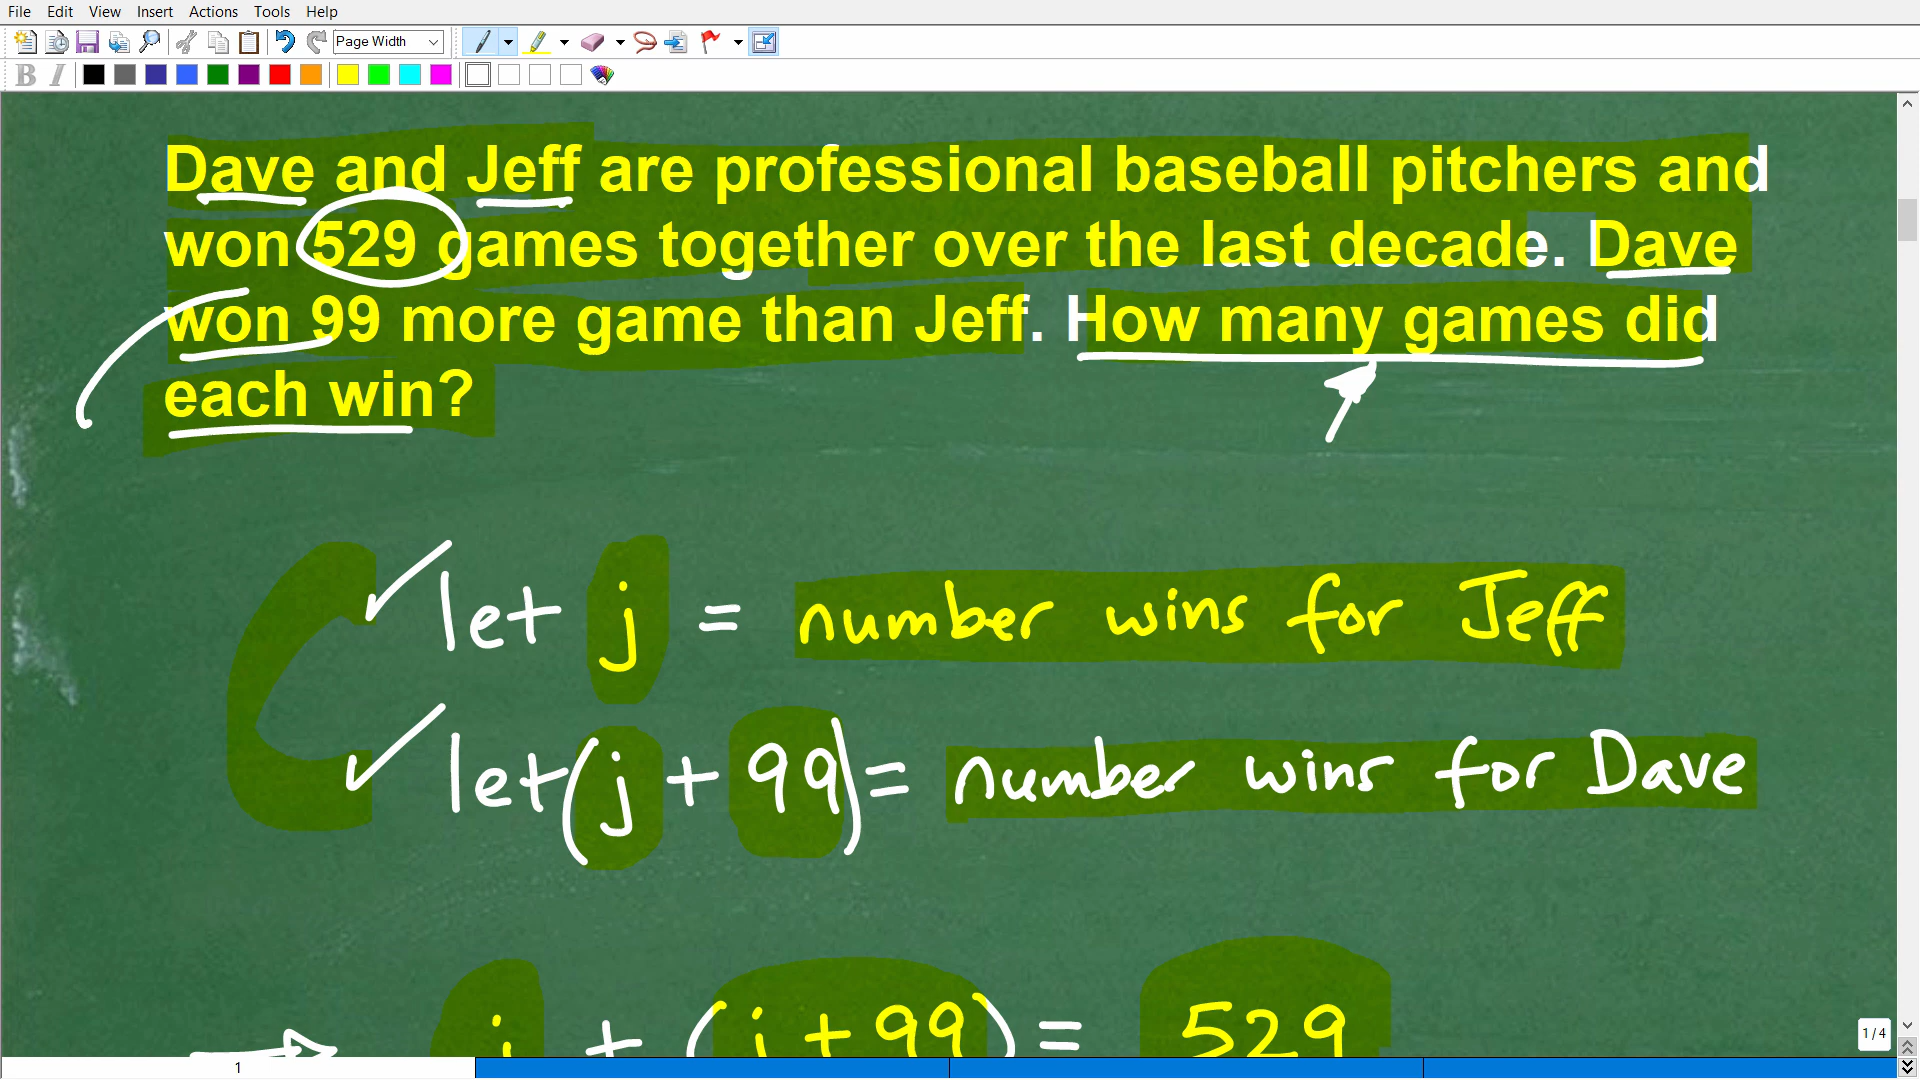 File Edit View Insert Actions Tools Help
Page Width
B I
Dave and Jeff are professional baseball pitchers and
won 529 games together over the last decade. Dave
won 99 more game than Jeff. How many games did
each win?
let j = number wins for Jeff
let (j + 99) = number wins for Dave
j + (j + 99) = 529
1 / 4
1